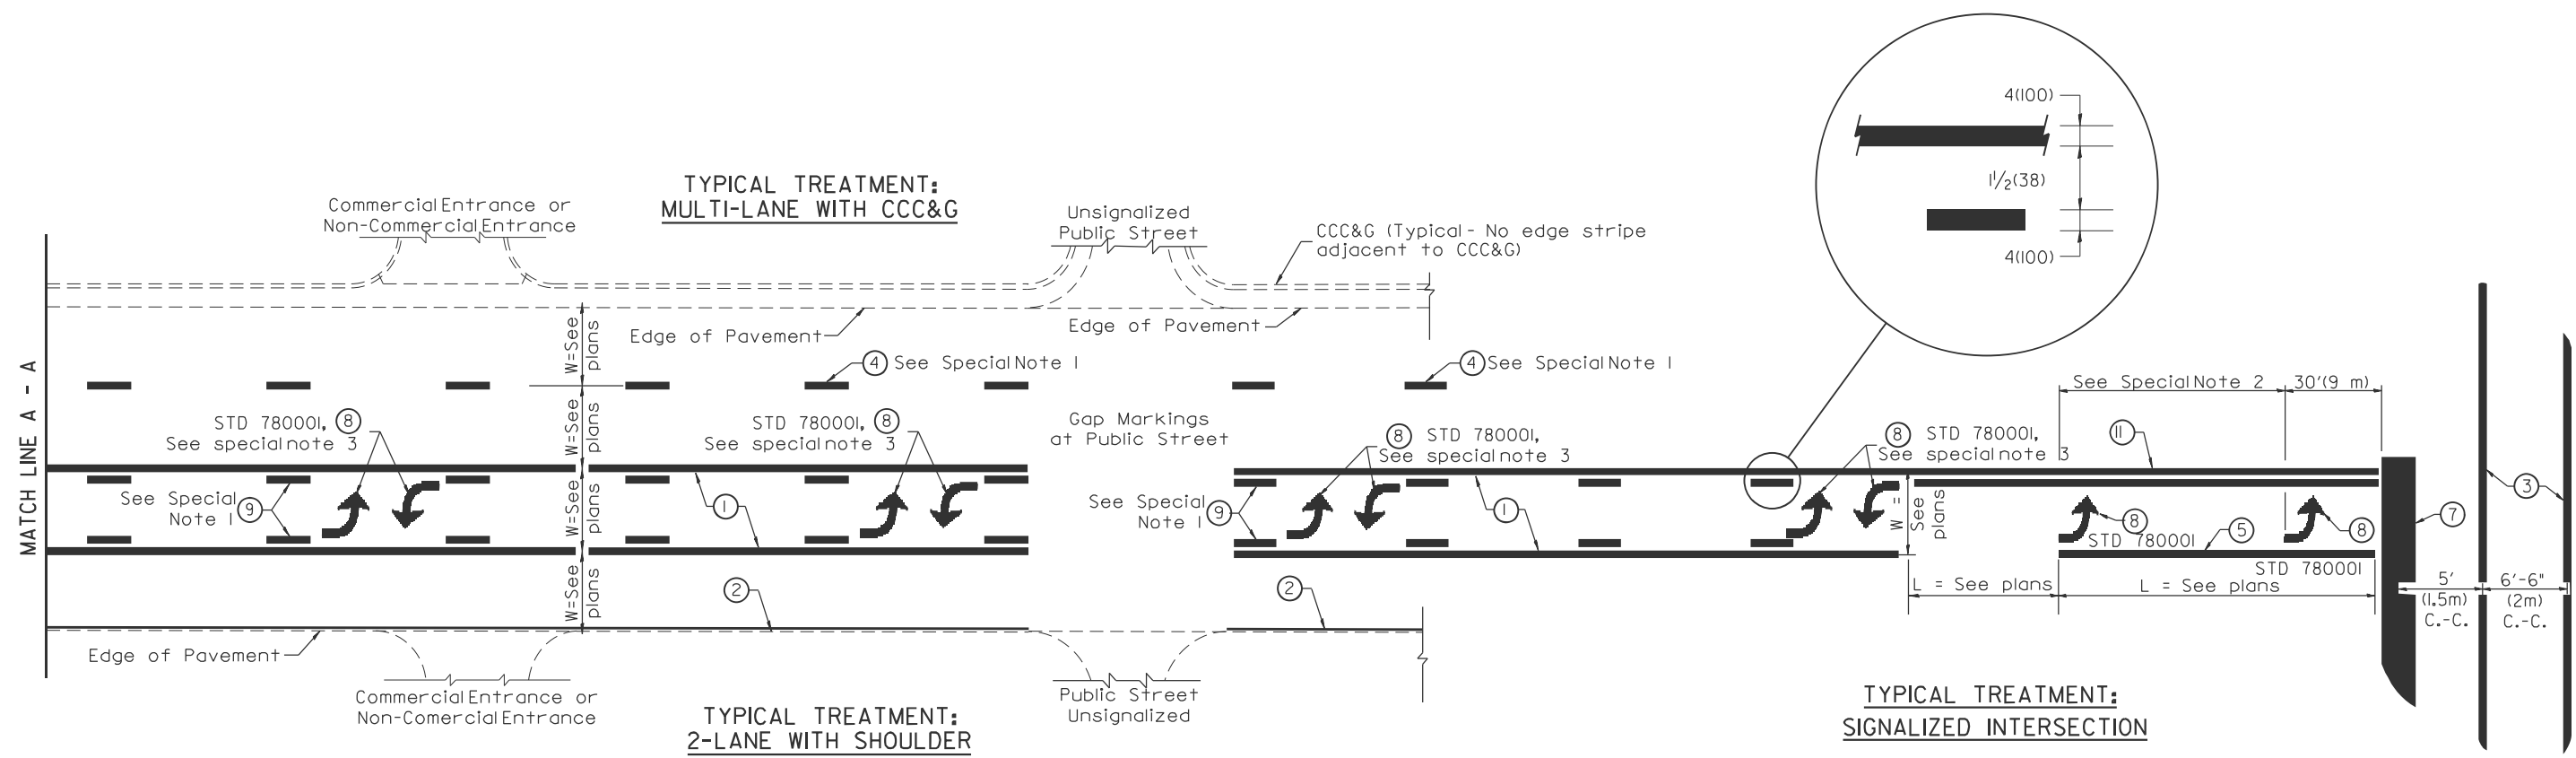 4(100)
1 1/2(38)
4(100)
TYPICAL TREATMENT:
MULTI-LANE WITH CCC&G
Commercial Entrance or
Non-Commercial Entrance
Unsignalized
Public Street
CCC&G (Typical - No edge stripe
adjacent to CCC&G)
Edge of Pavement
Edge of Pavement
MATCH LINE A - A
W=See
plans
W=See
plans
W=See
plans
W=See
plans
4 See Special Note 1
4 See Special Note 1
STD 780001, 8
See special note 3
STD 780001, 8
See special note 3
Gap Markings
at Public Street
8 STD 780001,
See special note 3
8 STD 780001,
See special note 3
See Special Note 2
30'(9 m)
11
See Special
Note 1
9
1
See Special
Note 1
9
1
W =
See
plans
8
STD 780001
5
8
STD 780001
7
3
L = See plans
L = See plans
5'
(1.5m)
C.-C.
6'-6"
(2m)
C.-C.
2
2
Edge of Pavement
Commercial Entrance or
Non-Comercial Entrance
Public Street
Unsignalized
TYPICAL TREATMENT:
2-LANE WITH SHOULDER
TYPICAL TREATMENT:
SIGNALIZED INTERSECTION